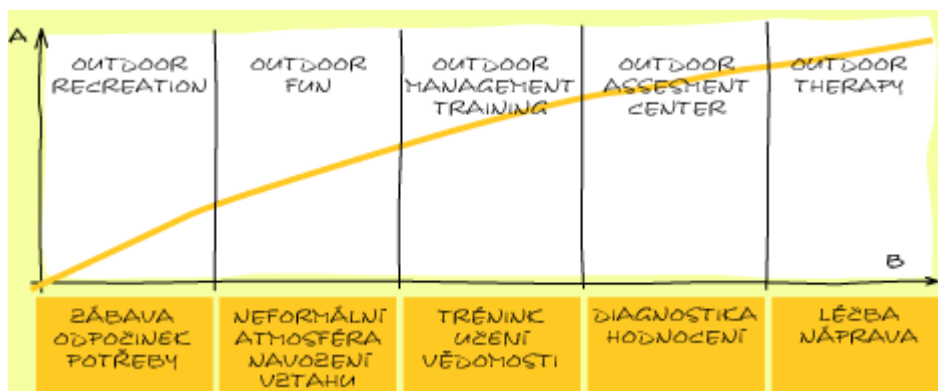 A
OUTDOOR
RECREATION
OUTDOOR
FUN
OUTDOOR
MANAGEMENT
TRAINING
OUTDOOR
ASSESMENT
CENTER
OUTDOOR
THERAPY
B
ZÁBAVA
ODPOČINEK
POTŘEBY
NEFORMÁLNÍ
ATMOSFÉRA
NAVOZENÍ
VZTAHU
TRÉNINK
UČENÍ
VĚDOMOSTI
DIAGNOSTIKA
HODNOCENÍ
LÉČBA
NÁPRAVA